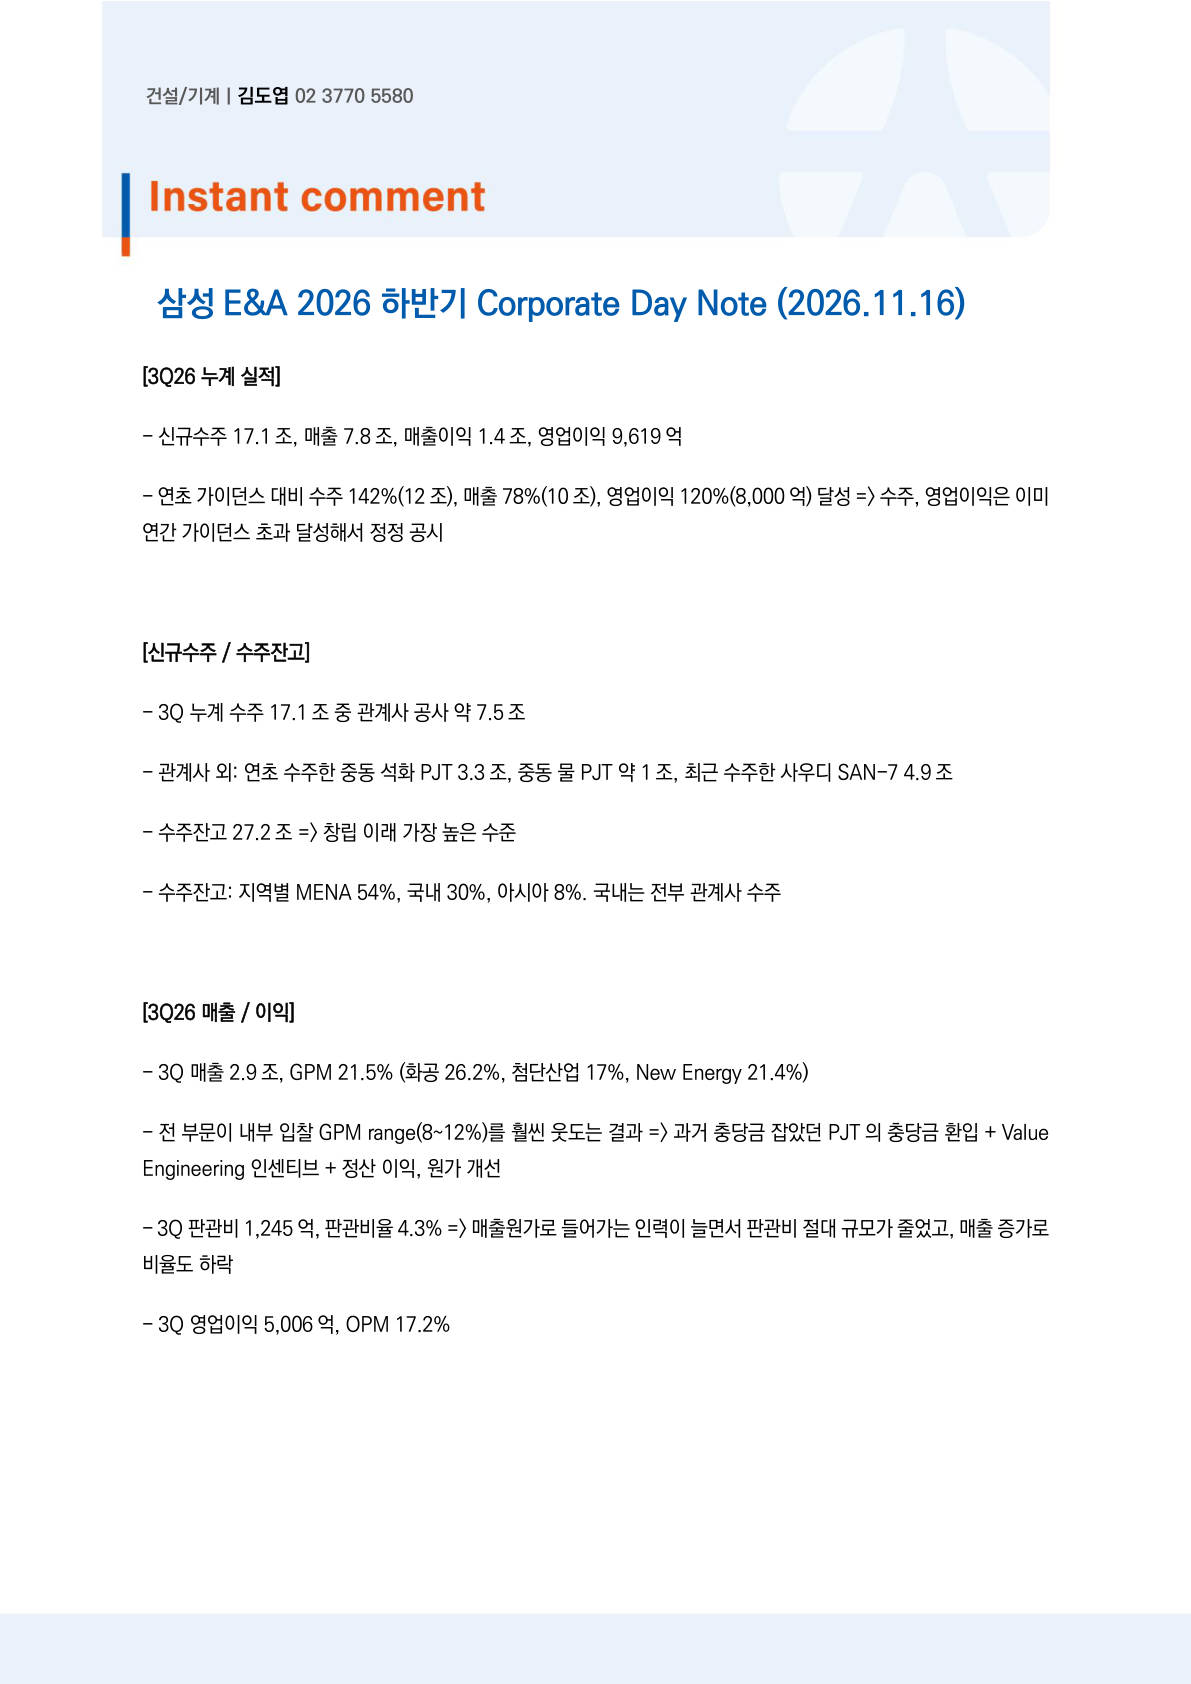 건설/기계 | 김도엽 02 3770 5580
Instant comment
삼성 E&A 2026 하반기 Corporate Day Note (2026.11.16)
[3Q26 누계 실적]
- 신규수주 17.1 조, 매출 7.8 조, 매출이익 1.4 조, 영업이익 9,619 억
- 연초 가이던스 대비 수주 142%(12 조), 매출 78%(10 조), 영업이익 120%(8,000 억) 달성 => 수주, 영업이익은 이미
연간 가이던스 초과 달성해서 정정 공시
[신규수주 / 수주잔고]
- 3Q 누계 수주 17.1 조 중 관계사 공사 약 7.5 조
- 관계사 외: 연초 수주한 중동 석화 PJT 3.3 조, 중동 물 PJT 약 1 조, 최근 수주한 사우디 SAN-7 4.9 조
- 수주잔고 27.2 조 => 창립 이래 가장 높은 수준
- 수주잔고: 지역별 MENA 54%, 국내 30%, 아시아 8%. 국내는 전부 관계사 수주
[3Q26 매출 / 이익]
- 3Q 매출 2.9 조, GPM 21.5% (화공 26.2%, 첨단산업 17%, New Energy 21.4%)
- 전 부문이 내부 입찰 GPM range(8~12%)를 훨씬 웃도는 결과 => 과거 충당금 잡았던 PJT 의 충당금 환입 + Value
Engineering 인센티브 + 정산 이익, 원가 개선
- 3Q 판관비 1,245 억, 판관비율 4.3% => 매출원가로 들어가는 인력이 늘면서 판관비 절대 규모가 줄었고, 매출 증가로
비율도 하락
- 3Q 영업이익 5,006 억, OPM 17.2%